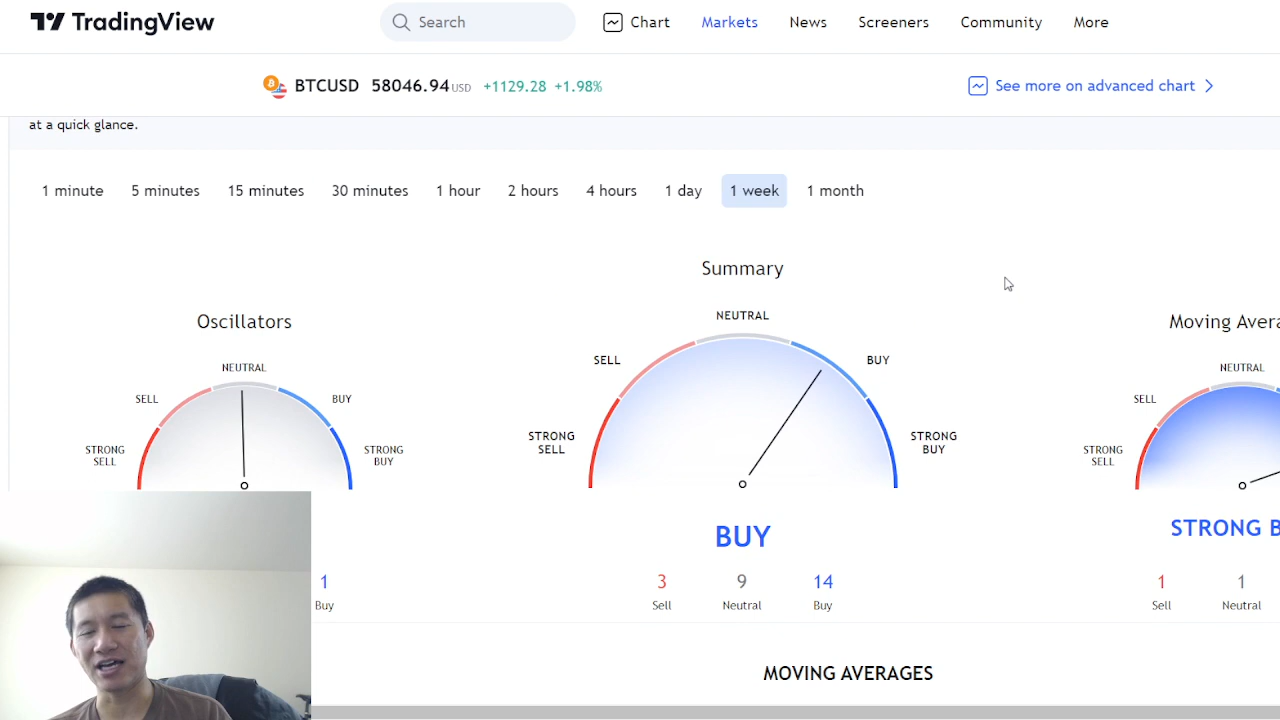 TradingView
Search
Chart
Markets
News
Screeners
Community
More
BTCUSD 58046.94 USD +1129.28 +1.98%
See more on advanced chart
at a quick glance.
1 minute
5 minutes
15 minutes
30 minutes
1 hour
2 hours
4 hours
1 day
1 week
1 month
Oscillators
NEUTRAL
SELL
BUY
STRONG
SELL
STRONG
BUY
1
Buy
Summary
NEUTRAL
SELL
BUY
STRONG
SELL
STRONG
BUY
BUY
3
9
14
Sell
Neutral
Buy
Moving Avera
NEUTRAL
SELL
STRONG
SELL
STRONG B
1
1
Sell
Neutral
MOVING AVERAGES